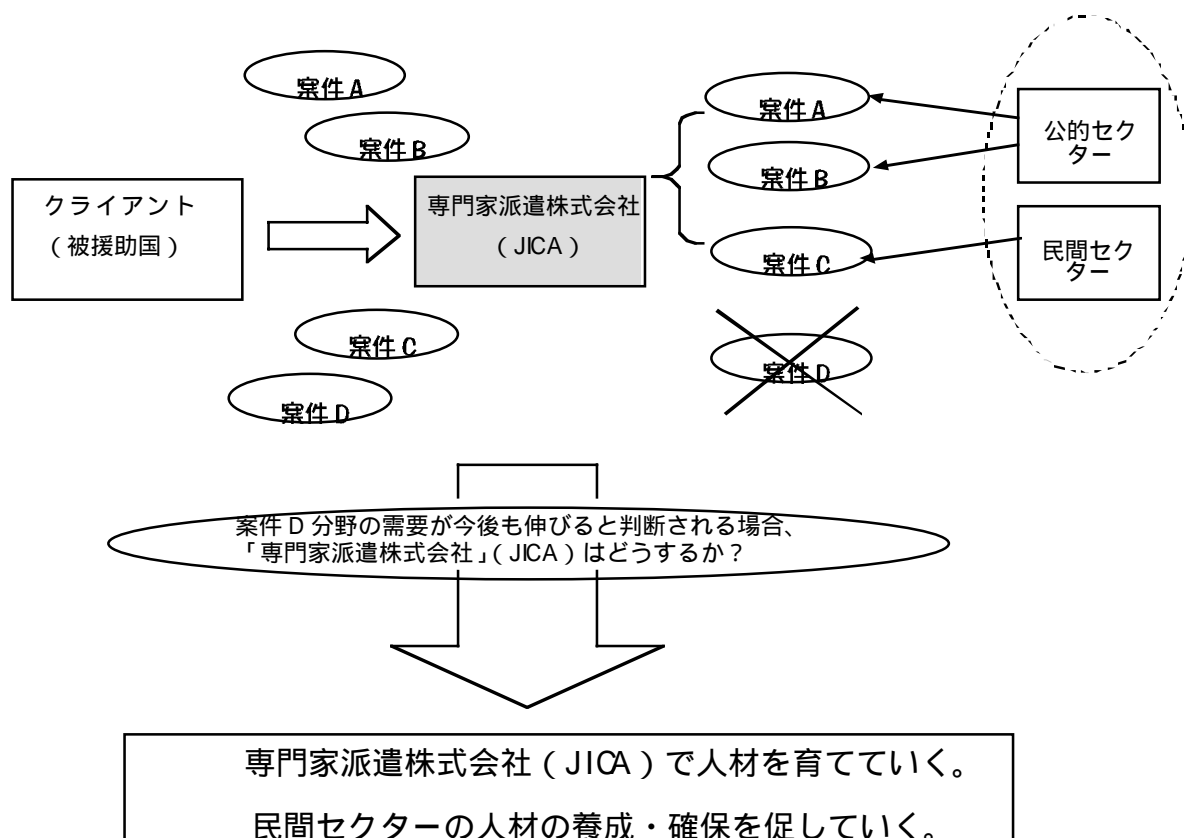 案件A
案件B
クライアント
（被援助国）
専門家派遣株式会社
（JICA）
案件C
案件D
案件A
案件B
案件C
案件D
公的セク
ター
民間セク
ター
案件D分野の需要が今後も伸びると判断される場合、
「専門家派遣株式会社」（JICA）はどうするか？
専門家派遣株式会社（JICA）で人材を育てていく。
民間セクターの人材の養成・確保を促していく。